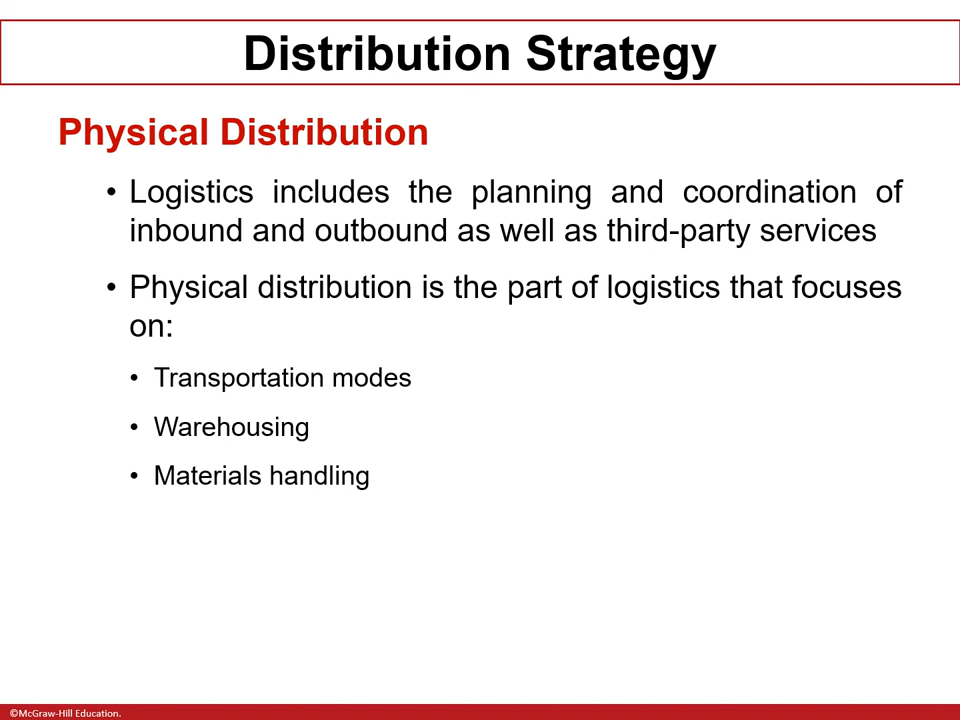 Distribution Strategy
Physical Distribution
• Logistics includes the planning and coordination of
inbound and outbound as well as third-party services
• Physical distribution is the part of logistics that focuses
on:
• Transportation modes
• Warehousing
• Materials handling
©McGraw-Hill Education.